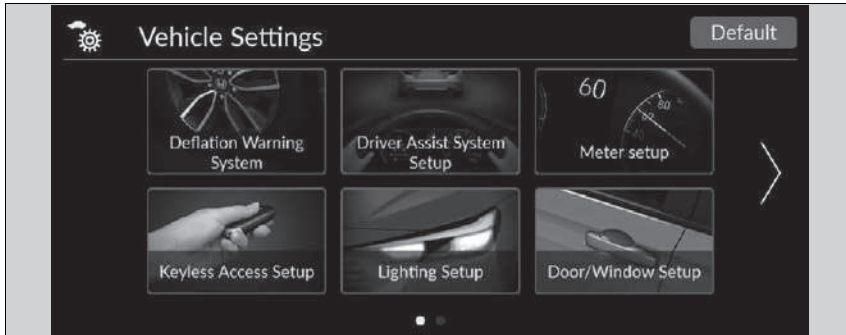 Vehicle Settings
Default
Deflation Warning
System
Driver Assist System
Setup
60
80
Meter setup
Keyless Access Setup
Lighting Setup
Door/Window Setup